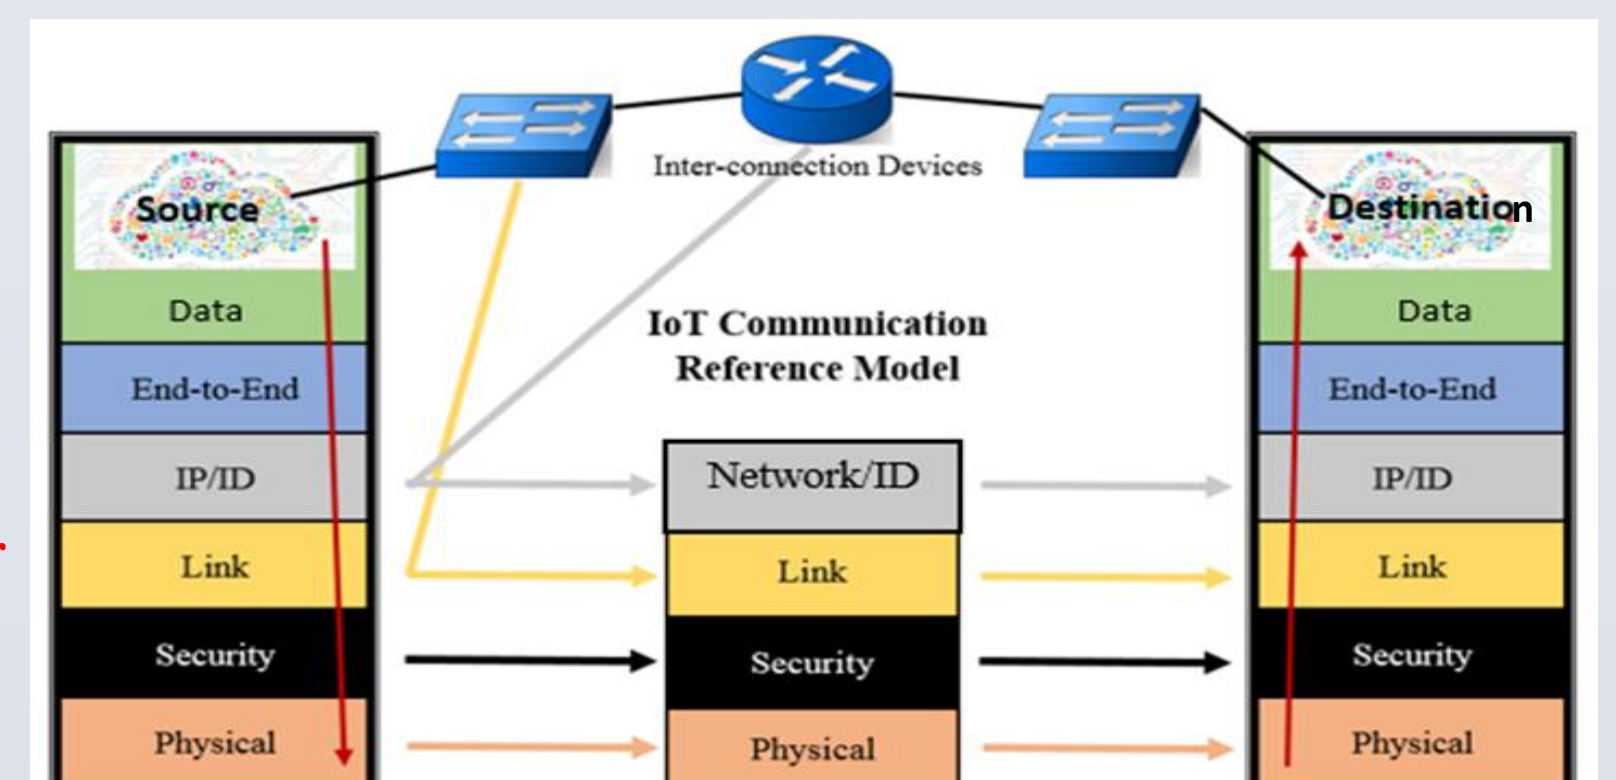 Inter-connection Devices
Source
Destination
Data
Data
IoT Communication
Reference Model
End-to-End
End-to-End
IP/ID
Network/ID
IP/ID
Link
Link
Link
Security
Security
Security
Physical
Physical
Physical